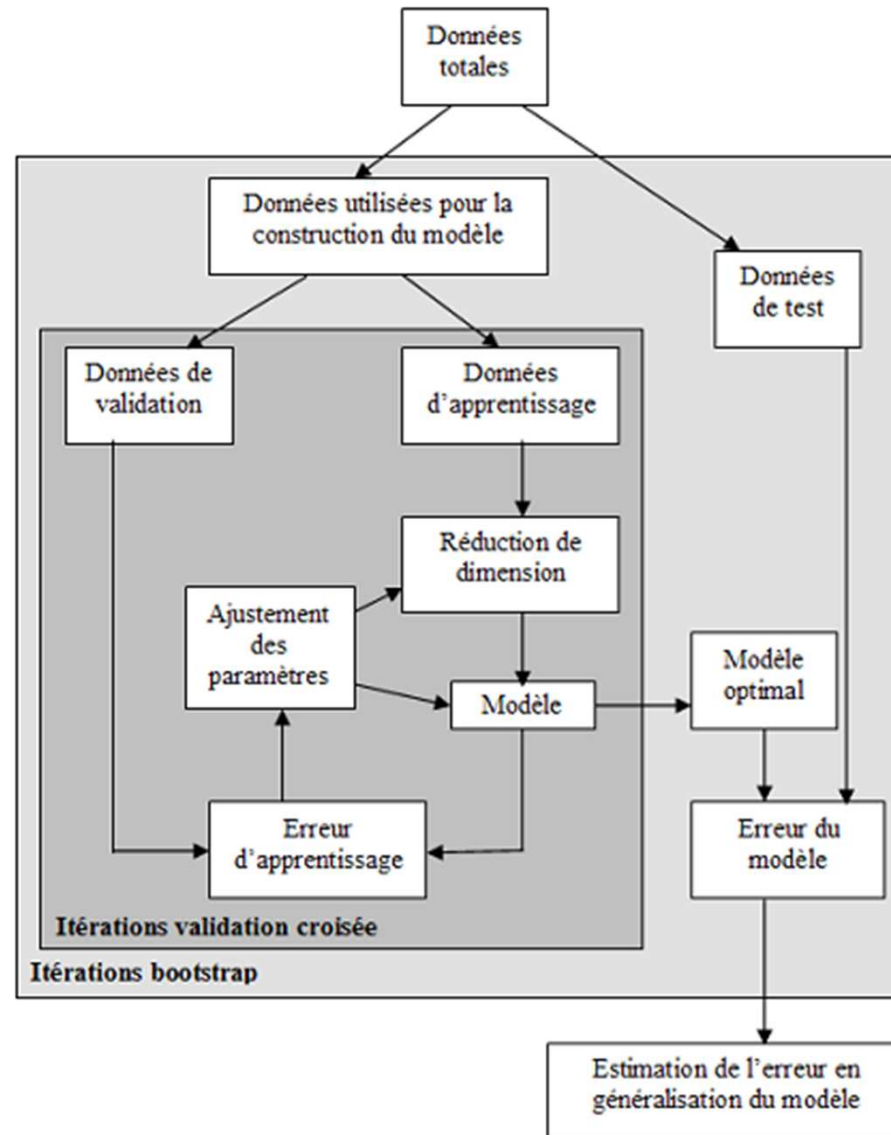 Données
totales
Données utilisées pour la
construction du modèle
Données
de test
Données de
validation
Données
d'apprentissage
Réduction de
dimension
Ajustement
des
paramètres
Modèle
Modèle
optimal
Erreur
d'apprentissage
Erreur du
modèle
Itérations validation croisée
Itérations bootstrap
Estimation de l'erreur en
généralisation du modèle